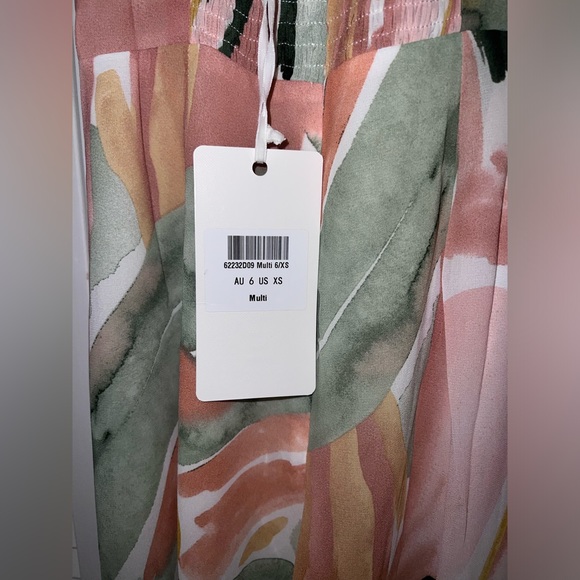 62232D09 Multi 6/XS
AU 6 US XS
Multi